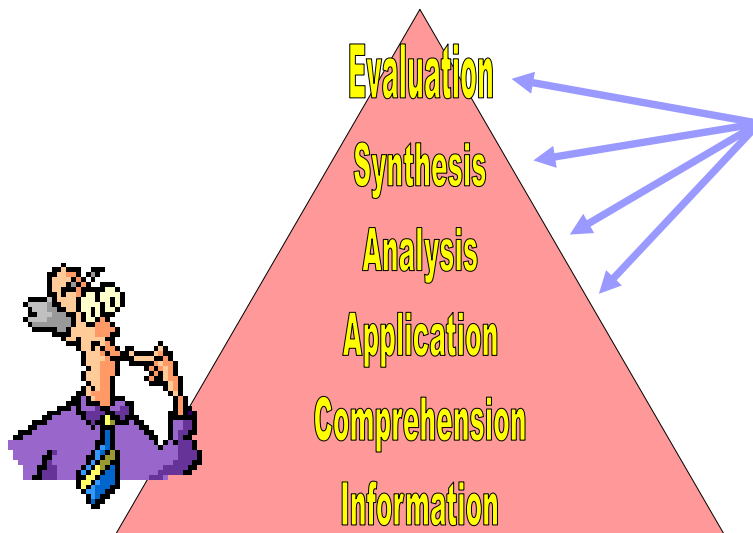 Evaluation
Synthesis
Analysis
Application
Comprehension
Information